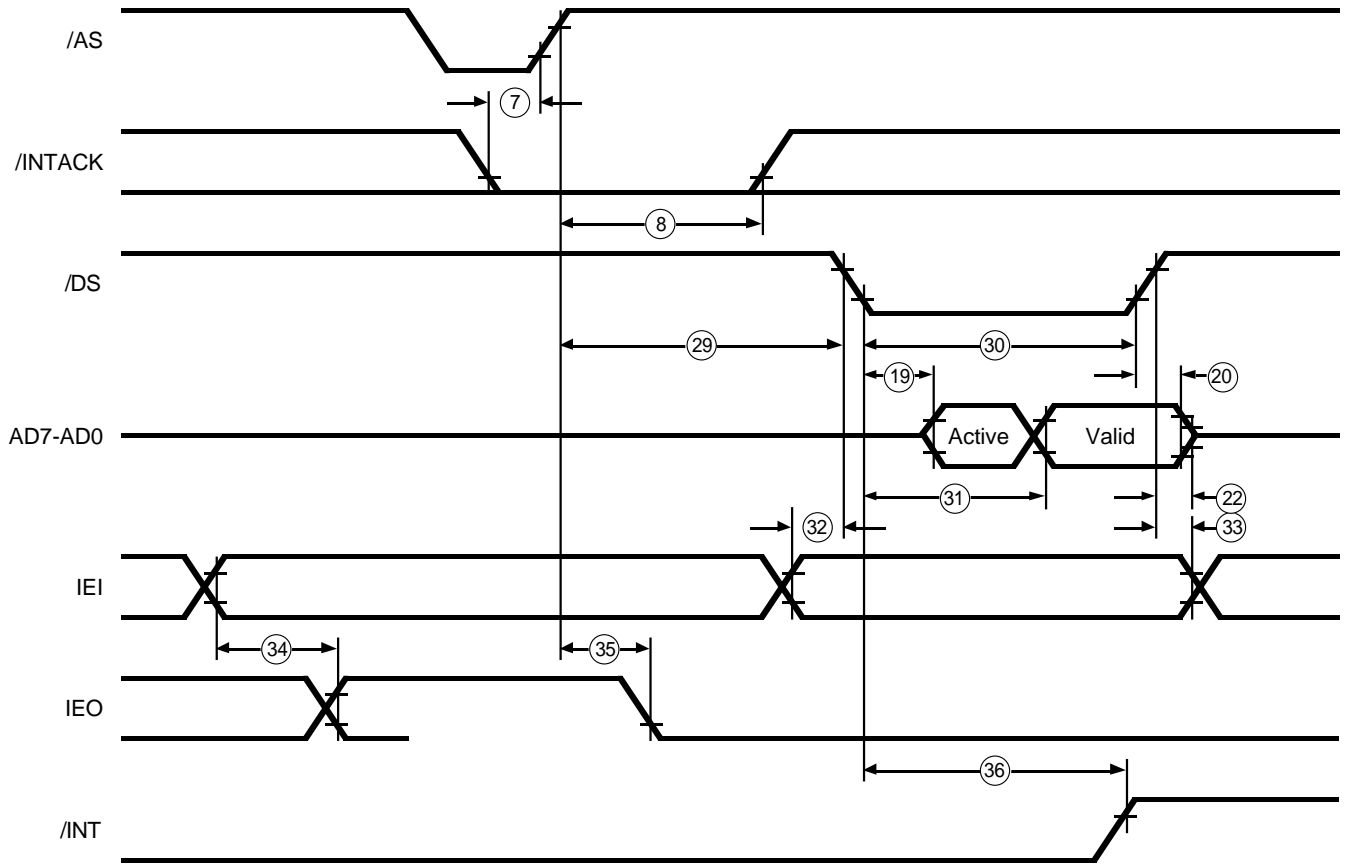 /AS
7
/INTACK
8
/DS
29
30
19
20
AD7-AD0
Active
Valid
31
22
32
33
IEI
34
35
IEO
36
/INT